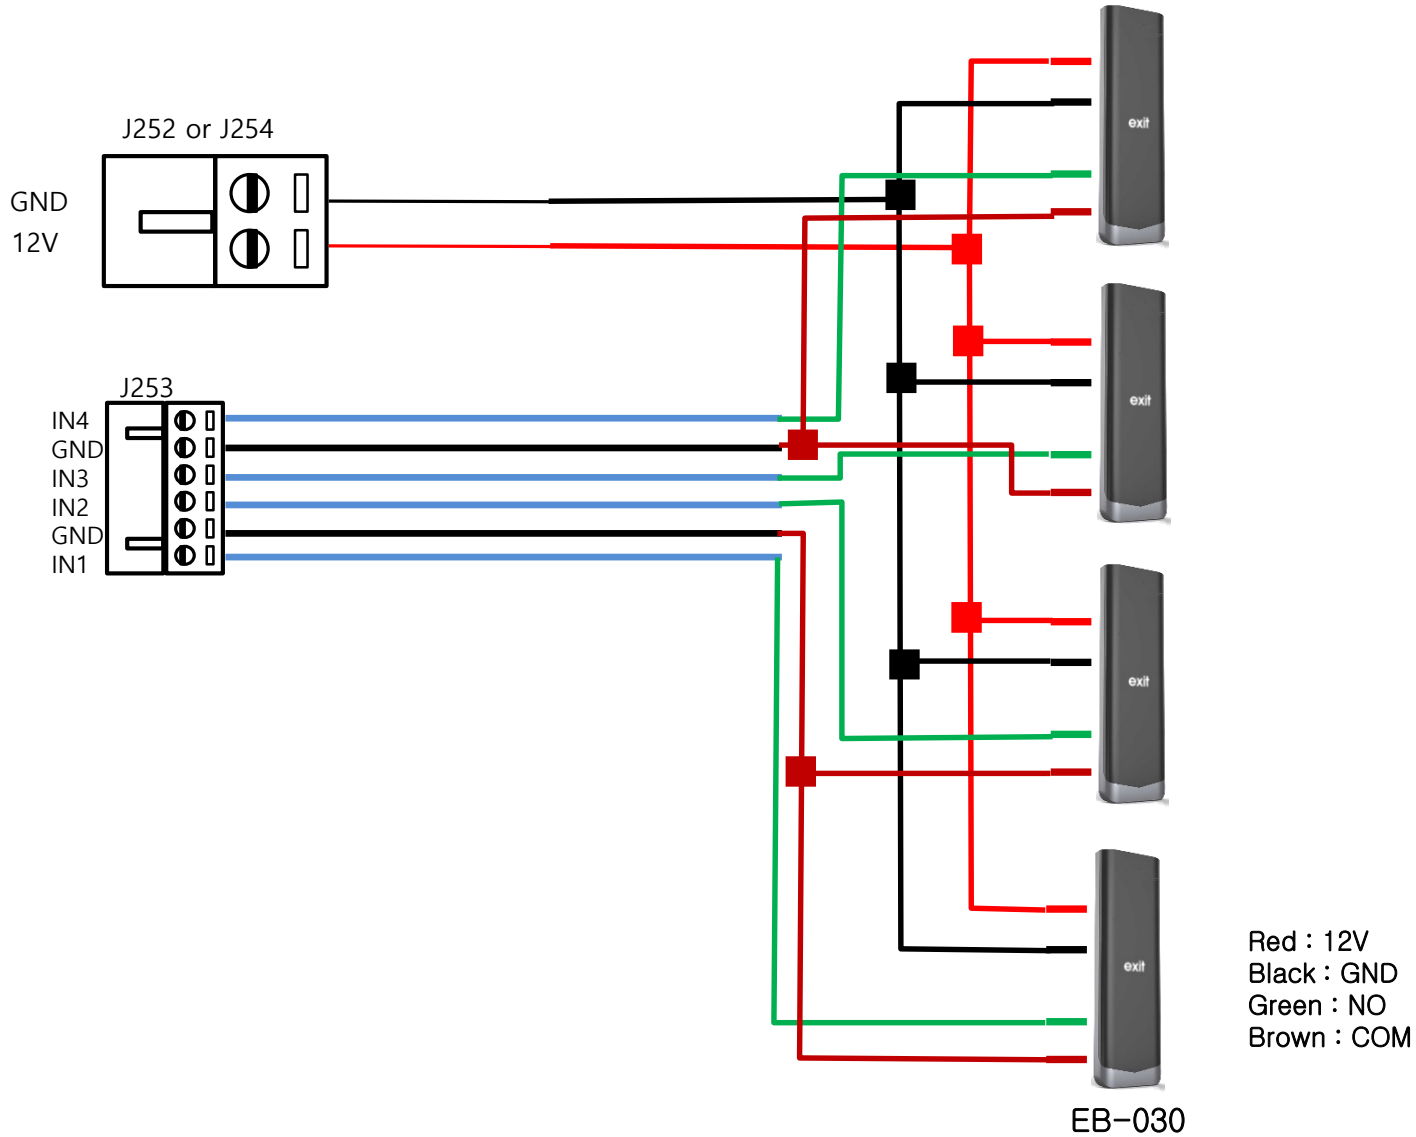 J252 or J254
GND
12V
J253
IN4
GND
IN3
IN2
GND
IN1
exit
exit
exit
exit
Red : 12V
Black : GND
Green : NO
Brown : COM
EB-030